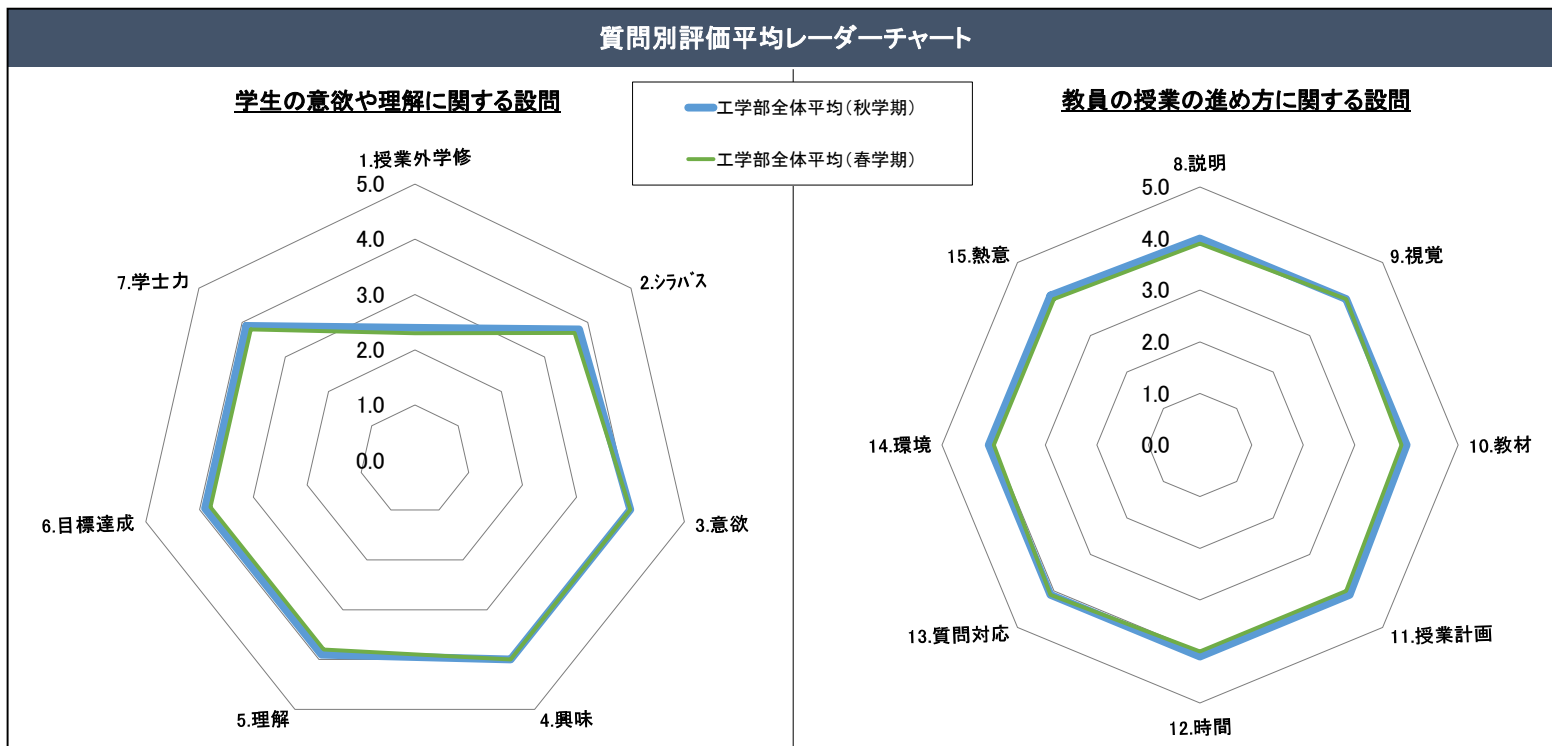 質問別評価平均レーダーチャート
学生の意欲や理解に関する設問
工学部全体平均（秋学期）
工学部全体平均（春学期）
教員の授業の進め方に関する設問
1.授業外学修
5.0
4.0
3.0
2.0
1.0
0.0
2.ｼﾗﾊﾞｽ
3.意欲
4.興味
5.理解
6.目標達成
7.学士力
8.説明
5.0
4.0
3.0
2.0
1.0
0.0
9.視覚
10.教材
11.授業計画
12.時間
13.質問対応
14.環境
15.熱意